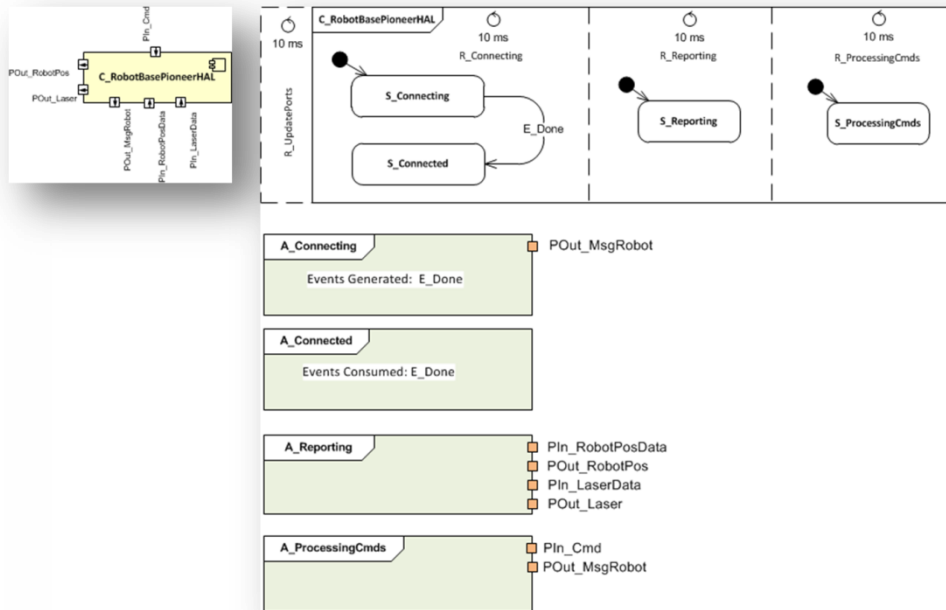 PIn_Cmd
C_RobotBasePioneerHAL
POut_RobotPos
POut_Laser
POut_MsgRobot
PIn_RobotPosData
PIn_LaserData
10 ms
R_UpdatePorts
C_RobotBasePioneerHAL
10 ms
R_Connecting
S_Connecting
E_Done
S_Connected
10 ms
R_Reporting
S_Reporting
10 ms
R_ProcessingCmds
S_ProcessingCmds
A_Connecting
Events Generated: E_Done
POut_MsgRobot
A_Connected
Events Consumed: E_Done
A_Reporting
PIn_RobotPosData
POut_RobotPos
PIn_LaserData
POut_Laser
A_ProcessingCmds
PIn_Cmd
POut_MsgRobot